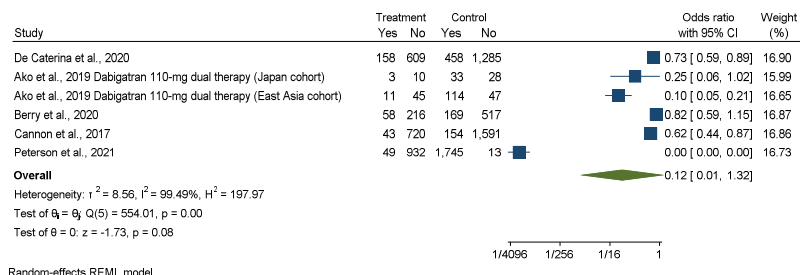 Treatment Control Odds ratio Weight
Study Yes No Yes No with 95% CI (%)
De Caterina et al., 2020 158 609 458 1,285 0.73 [ 0.59, 0.89] 16.90
Ako et al., 2019 Dabigatran 110-mg dual therapy (Japan cohort) 3 10 33 28 0.25 [ 0.06, 1.02] 15.99
Ako et al., 2019 Dabigatran 110-mg dual therapy (East Asia cohort) 11 45 114 47 0.10 [ 0.05, 0.21] 16.65
Berry et al., 2020 58 216 169 517 0.82 [ 0.59, 1.15] 16.87
Cannon et al., 2017 43 720 154 1,591 0.62 [ 0.44, 0.87] 16.86
Peterson et al., 2021 49 932 1,745 13 0.00 [ 0.00, 0.00] 16.73
Overall 0.12 [ 0.01, 1.32]
Heterogeneity: τ² = 8.56, I² = 99.49%, H² = 197.97
Test of θᵢ = θⱼ: Q(5) = 554.01, p = 0.00
Test of θ = 0: z = -1.73, p = 0.08
1/4096 1/256 1/16 1
Random-effects REML model